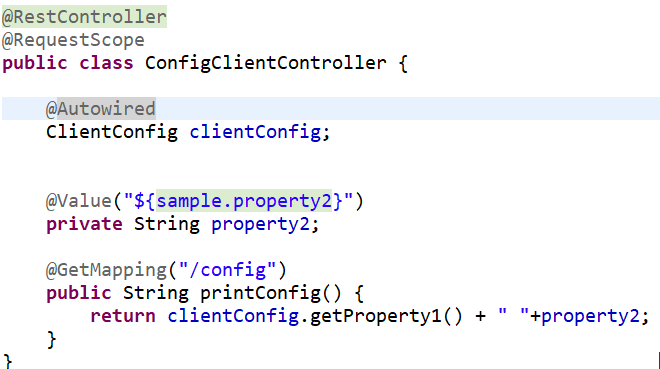 @RestController
@RequestScope
public class ConfigClientController {
@Autowired
ClientConfig clientConfig;
@Value("${sample.property2}")
private String property2;
@GetMapping("/config")
public String printConfig() {
return clientConfig.getProperty1() + " "+property2;
}
}